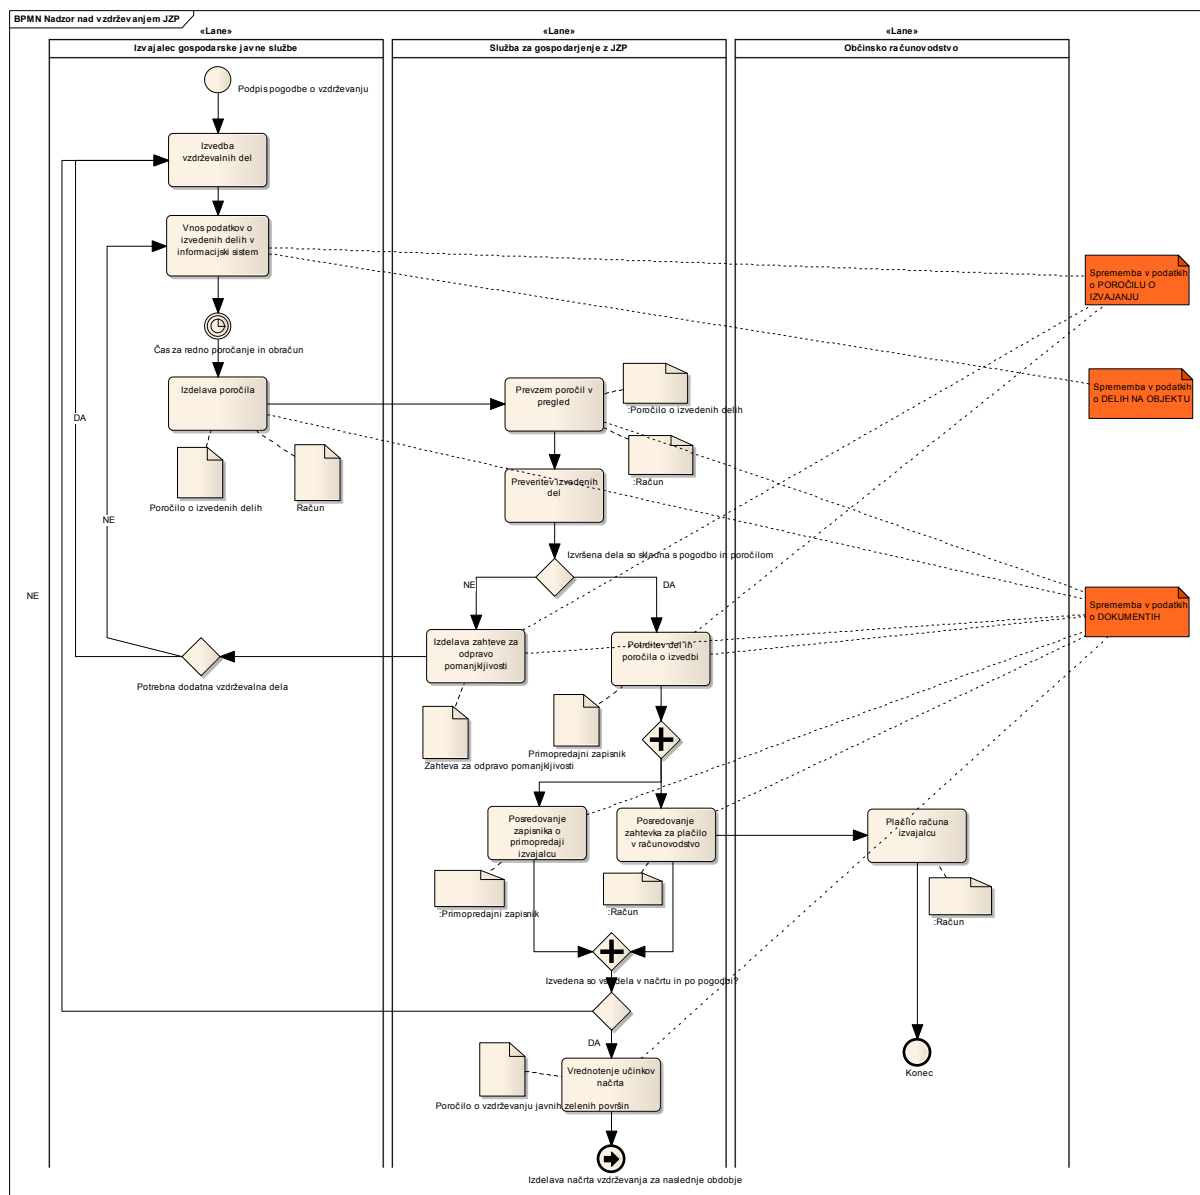 BPMN Nadzor nad vzdrževanjem JZP
«Lane»
«Lane»
«Lane»
Izvajalec gospodarske javne službe
Služba za gospodarjenje z JZP
Občinsko računovodstvo
Podpis pogodbe o vzdrževanju
Izvedba
vzdrževalnih del
Vnos podatkov o
izvedenih delih v
informacijski sistem
Sprememba v podatkih
o POROČILU O
IZVAJANJU
Čas za redno poročanje in obračun
Sprememba v podatkih
o DELIH NA OBJEKTU
Izdelava poročila
Prevzem poročil v
pregled
:Poročilo o izvedenih delih
DA
Preveritev izvedenih
del
:Račun
Poročilo o izvedenih delih
Račun
NE
Izvršena dela so skladna s pogodbo in poročilom
NE
DA
NE
Sprememba v podatkih
o DOKUMENTIH
Izdelava zahteve za
odpravo
pomanjkljivosti
Potrditev del in
poročila o izvedbi
Potrebna dodatna vzdrževalna dela
Primopredajni zapisnik
Zahteva za odpravo pomanjkljivosti
Posredovanje
zapisnika o
primopredaji
izvajalcu
Posredovanje
zahtevka za plačilo
v računovodstvo
Plačilo računa
izvajalcu
:Primopredajni zapisnik
:Račun
:Račun
Izvedena so vsa dela v načrtu in po pogodbi?
DA
Vrednotenje učinkov
načrta
Konec
Poročilo o vzdrževanju javnih zelenih površin
Izdelava načrta vzdrževanja za naslednje obdobje